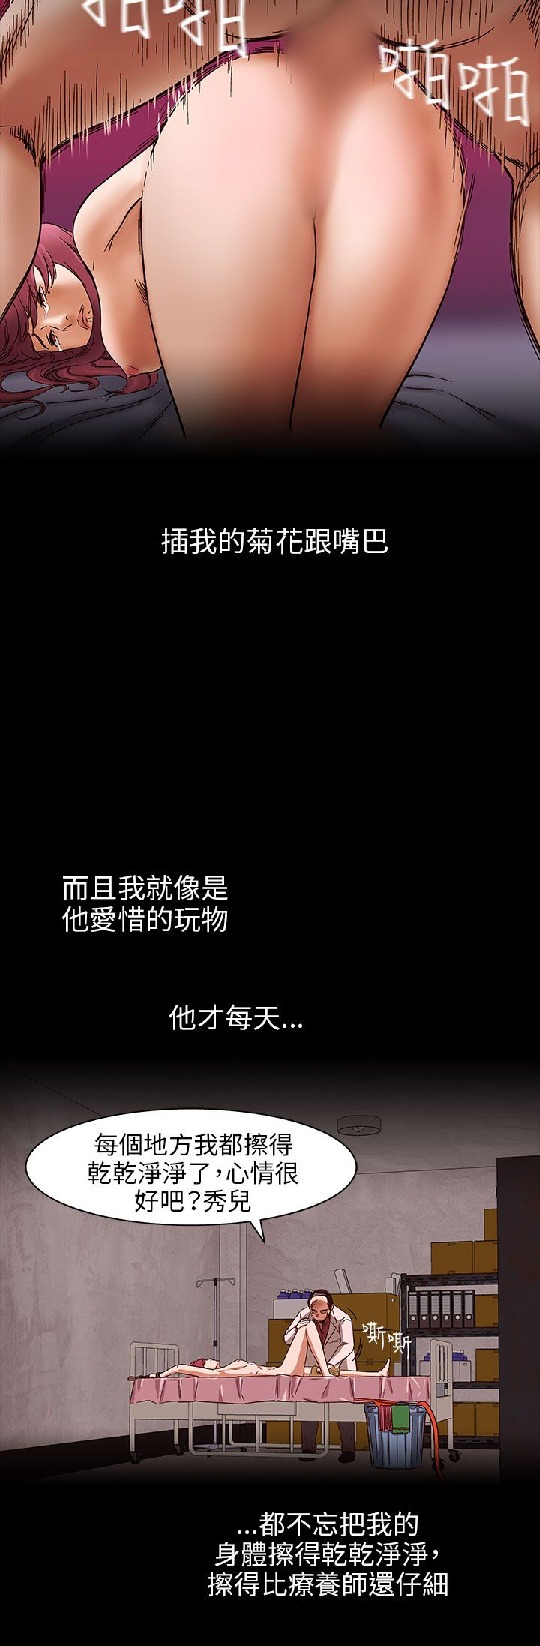 啪啪
啪啪
插我的菊花跟嘴巴
而且我就像是
他愛惜的玩物
他才每天...
每個地方我都擦得
乾乾淨淨了，心情很
好吧？秀兒
嘶嘶
...都不忘把我的
身體擦得乾乾淨淨，
擦得比療養師還仔細